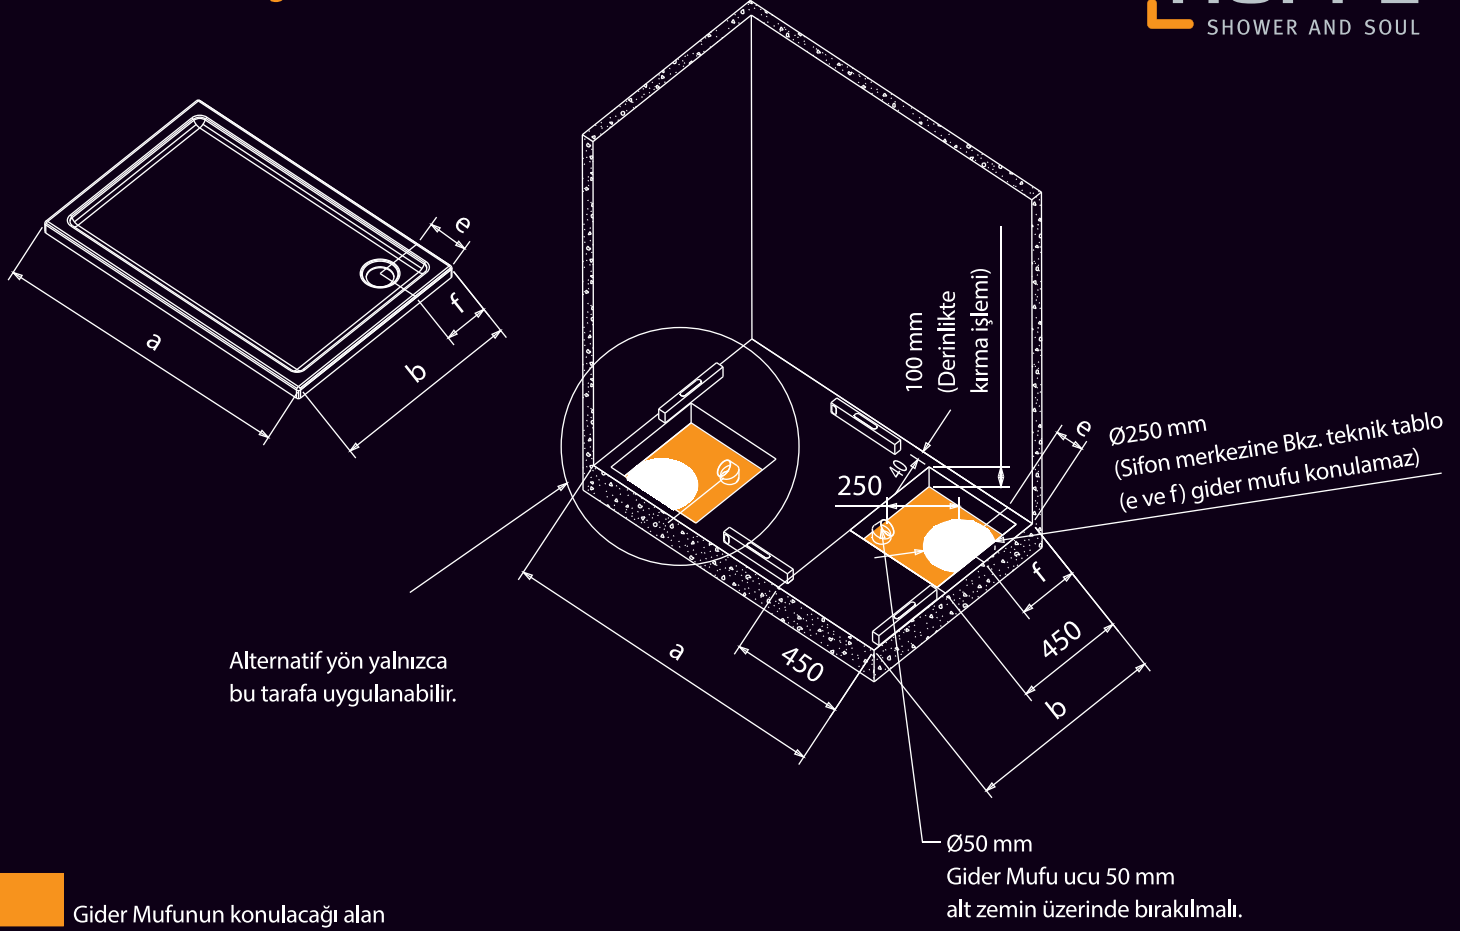 SHOWER AND SOUL
e
f
a
b
100 mm
(Derinlikte
kırma işlemi)
e
Ø250 mm
(Sifon merkezine Bkz. teknik tablo
(e ve f) gider mufu konulamaz)
40
250
f
450
b
450
a
Alternatif yön yalnızca
bu tarafa uygulanabilir.
Ø50 mm
Gider Mufu ucu 50 mm
alt zemin üzerinde bırakılmalı.
Gider Mufunun konulacağı alan